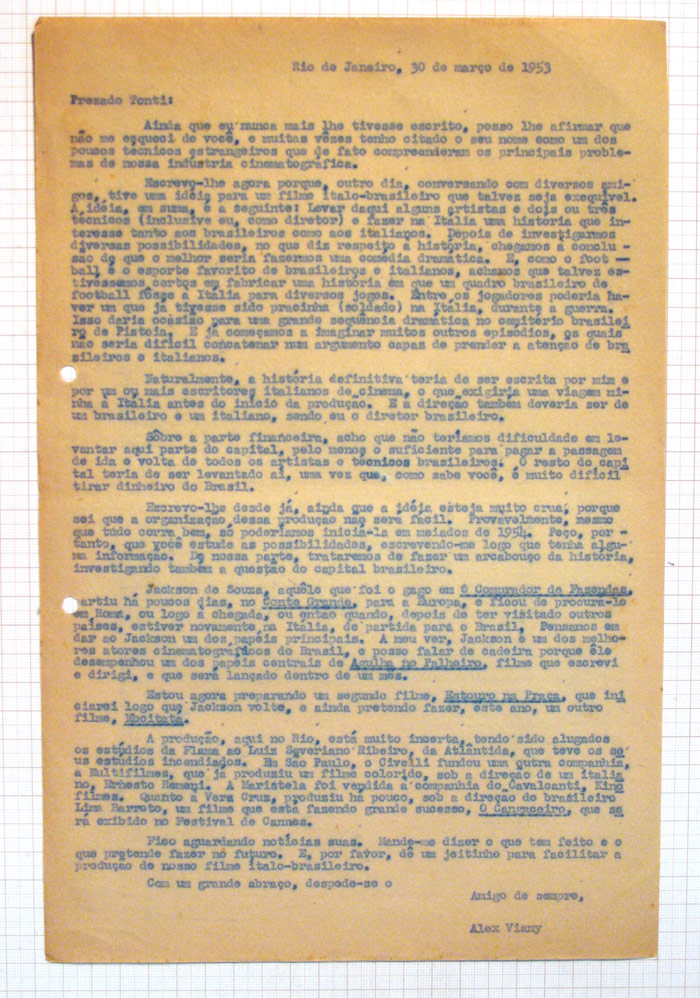 Rio de Janeiro, 30 de março de 1953
Prezado Tonti:
Ainda que eu nunca mais lhe tivesse escrito, posso lhe afirmar que
não me esqueci de você, e muitas vêzes tenho citado o seu nome como um dos
poucos técnicos estrangeiros que de fato compreenderam os principais proble-
mas de nossa indústria cinematográfica.
Escrevo-lhe agora porque, outro dia, conversando com diversos ami-
gos, tive uma idéia para um filme ítalo-brasileiro que talvez seja exequível.
A idéia, em suma, é a seguinte: Levar daqui alguns artistas e dois ou três
técnicos (inclusive eu, como diretor) e fazer na Itália uma história que in-
teresse tanto aos brasileiros como aos italianos. Depois de investigarmos
diversas possibilidades, no que diz respeito à história, chegamos à conclu -
são de que o melhor seria fazermos uma comédia dramática. E, como o foot -
ball é o esporte favorito de brasileiros e italianos, achamos que talvez es-
tivéssemos certos em fabricar uma história em que um quadro brasileiro de
football fôsse à Itália para diversos jogos. Entre os jogadores poderia ha-
ver um que já tivesse sido pracinha (soldado) na Itália, durante a guerra.
Isso daria ocasião para uma grande sequência dramática no cemitério brasilei
ro de Pistoia. E já começamos a imaginar muitos outros episódios, os quais
não seria difícil concatenar num argumento capas de prender a atenção de bra
sileiros e italianos.
Naturalmente, a história definitiva teria de ser escrita por mim e
por um ou mais escritores italianos de cinema, o que exigiria uma viagem mi-
nha à Itália antes do início da produção. E a direção também deveria ser de
um brasileiro e um italiano, sendo eu o diretor brasileiro.
Sôbre a parte financeira, acho que não teríamos dificuldade em le-
vantar aqui parte do capital, pelo menos o suficiente para pagar a passagem
de ida e volta de todos os artistas e técnicos brasileiros. O resto do capi
tal teria de ser levantado aí, uma vez que, como sabe você, é muito difícil
tirar dinheiro do Brasil.
Escrevo-lhe desde já, ainda que a idéia esteja muito crua, porque
sei que a organização dessa produção não será fácil. Provavelmente, mesmo
que tudo corra bem, só poderíamos iniciá-la em meiados de 1954. Peço, por -
tanto, que você estude as possibilidades, escrevendo-me logo que tenha algu-
ma informação. De nossa parte, trataremos de fazer um arcabouço da história,
investigando também a questão do capital brasileiro.
Jackson de Souza, aquêle que foi o gago em O Comprador de Fazendas,
partiu há poucos dias, no Conte Grande, para a Europa, e ficou de procurá-lo
em Roma, ou logo à chegada, ou então quando, depois de ter visitado outros
países, estiver novamente na Itália, de partida para o Brasil. Pensamos em
dar ao Jackson um dos papéis principais. A meu ver, Jackson é um dos melho-
res atores cinematográficos do Brasil, e posso falar de cadeira porque êle
desempenhou um dos papéis centrais de Agulha no Palheiro, filme que escrevi
e dirigi, e que será lançado dentro de um mês.
Estou agora preparando um segundo filme, Estouro na Praça, que ini
ciarei logo que Jackson volte, e ainda pretendo fazer, este ano, um outro
filme, Mboitatá.
A produção, aqui no Rio, está muito incerta, tendo sido alugados
os estúdios da Flama ao Luiz Severiano Ribeiro, da Atlântida, que teve os se
us estúdios incendiados. Em São Paulo, o Civelli fundou uma outra companhia,
a Multifilmes, que já produziu um filme colorido, sob a direção de um italia
no, Ernesto Remani. A Maristela foi vendida à companhia do Cavalcanti, Kino
filmes. Quanto à Vera Cruz, produziu há pouco, sob a direção do brasileiro
Lima Barreto, um filme que está fazendo grande sucesso, O Cangaceiro, que se
rá exibido no Festival de Cannes.
Fico aguardando notícias suas. Mande-me dizer o que tem feito e o
que pretende fazer no futuro. E, por favor, dê um jeitinho para facilitar a
produção de nosso filme ítalo-brasileiro.
Com um grande abraço, despede-se o
Amigo de sempre,
Alex Viany